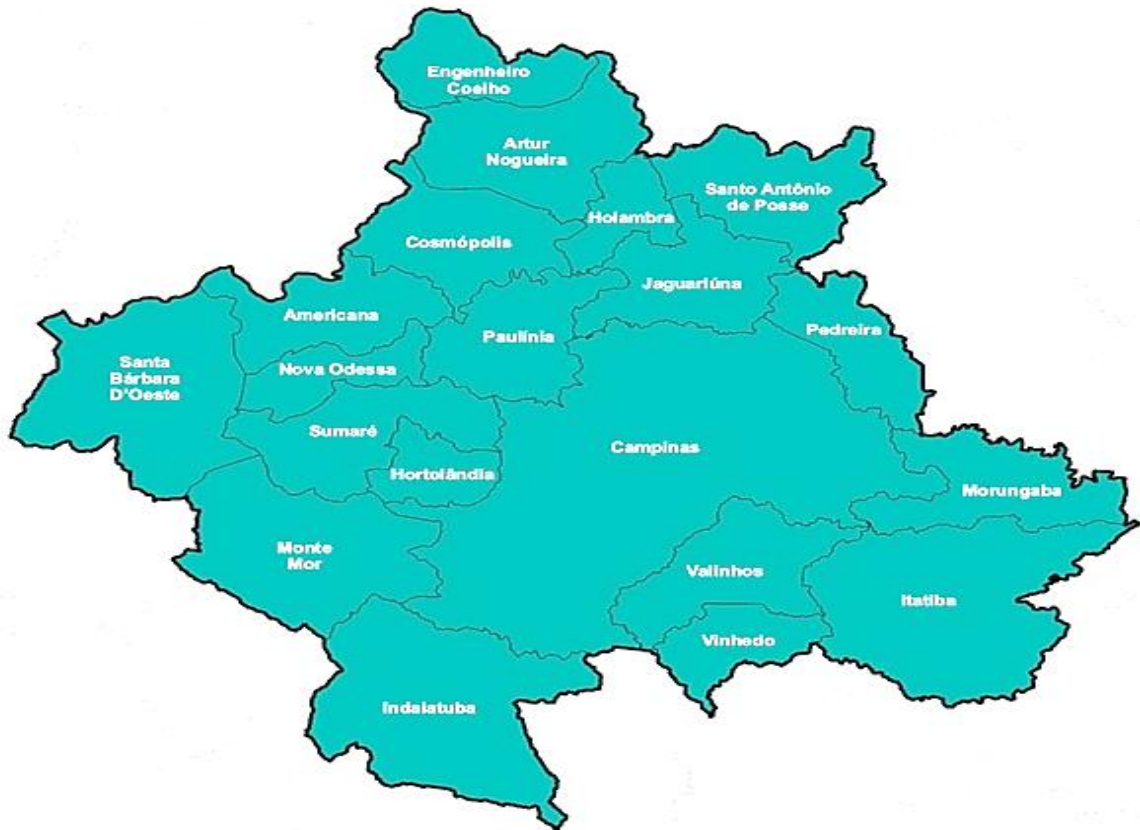 Engenheiro
Coelho
Artur
Nogueira
Santo Antônio
de Posse
Holambra
Cosmópolis
Jaguariúna
Americana
Pedreira
Paulínia
Santa
Bárbara
D'Oeste
Nova Odessa
Sumaré
Campinas
Hortolândia
Morungaba
Monte
Mor
Valinhos
Itatiba
Vinhedo
Indaiatuba